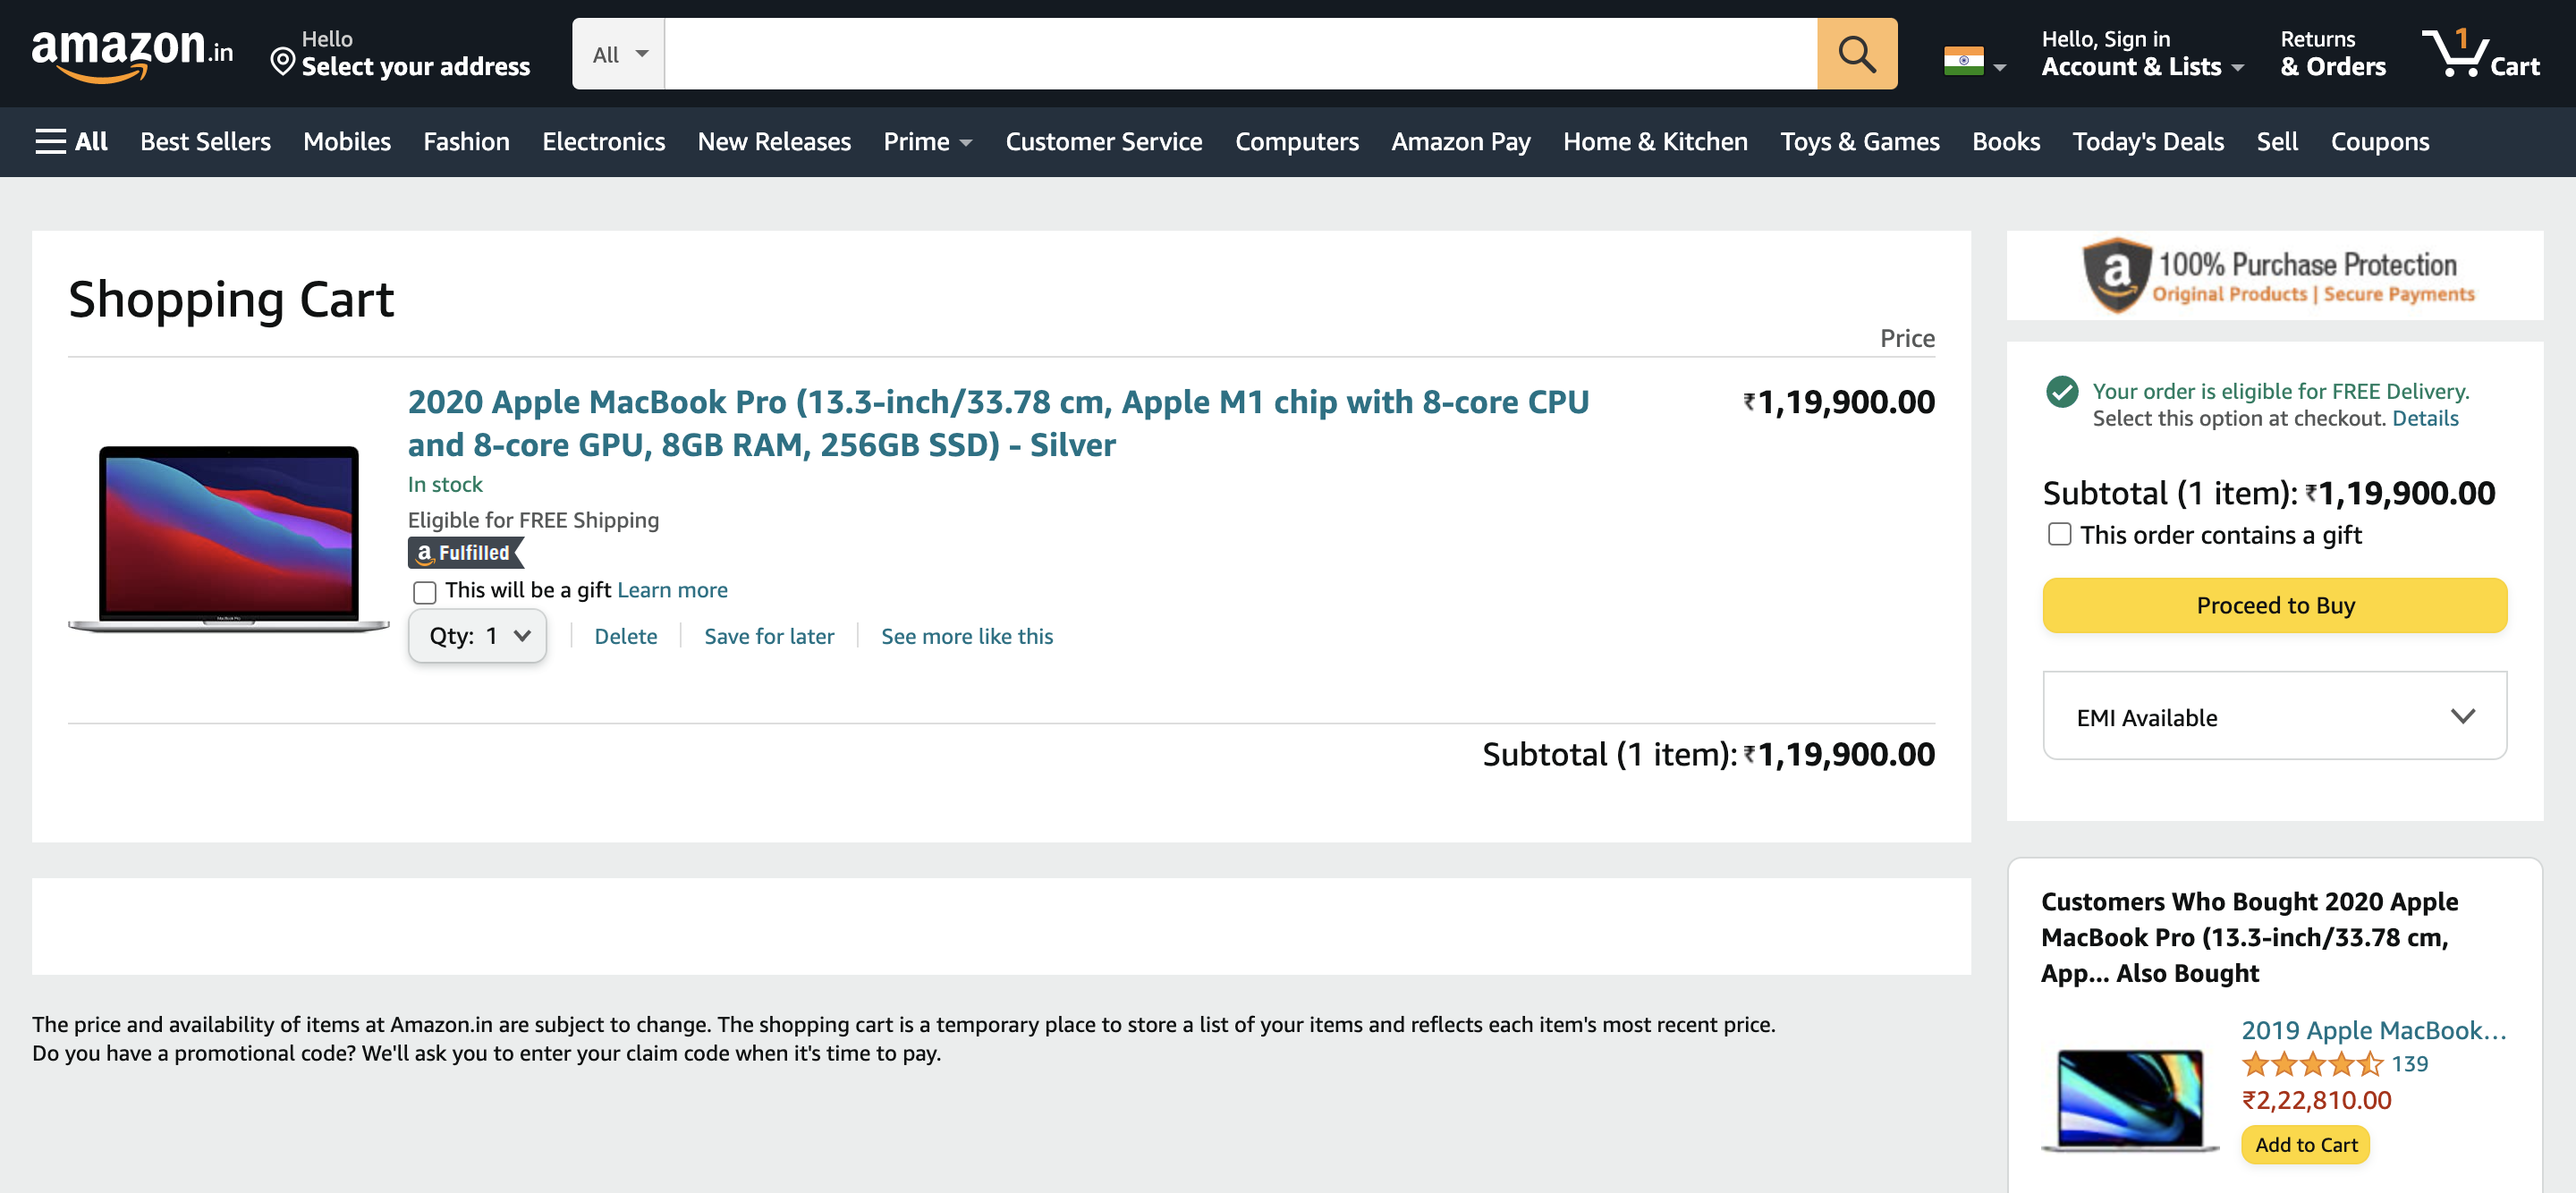 amazon.in
Hello
Select your address
All
Hello, Sign in
Account & Lists
Returns
& Orders
1
Cart
All Best Sellers Mobiles Fashion Electronics New Releases Prime Customer Service Computers Amazon Pay Home & Kitchen Toys & Games Books Today's Deals Sell Coupons
Shopping Cart
Price
2020 Apple MacBook Pro (13.3-inch/33.78 cm, Apple M1 chip with 8-core CPU
and 8-core GPU, 8GB RAM, 256GB SSD) - Silver
₹1,19,900.00
In stock
Eligible for FREE Shipping
a Fulfilled
This will be a gift Learn more
Qty: 1 Delete Save for later See more like this
MacBook Pro
Subtotal (1 item): ₹1,19,900.00
The price and availability of items at Amazon.in are subject to change. The shopping cart is a temporary place to store a list of your items and reflects each item's most recent price.
Do you have a promotional code? We'll ask you to enter your claim code when it's time to pay.
a
100% Purchase Protection
Original Products | Secure Payments
Your order is eligible for FREE Delivery.
Select this option at checkout. Details
Subtotal (1 item): ₹1,19,900.00
This order contains a gift
Proceed to Buy
EMI Available
Customers Who Bought 2020 Apple
MacBook Pro (13.3-inch/33.78 cm,
App... Also Bought
2019 Apple MacBook...
139
₹2,22,810.00
Add to Cart